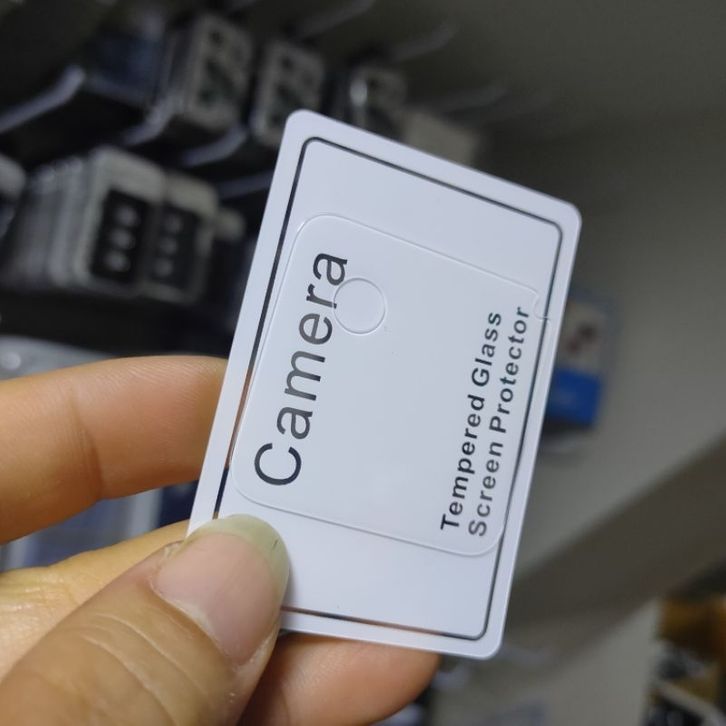 Camera
Tempered Glass
Screen Protector